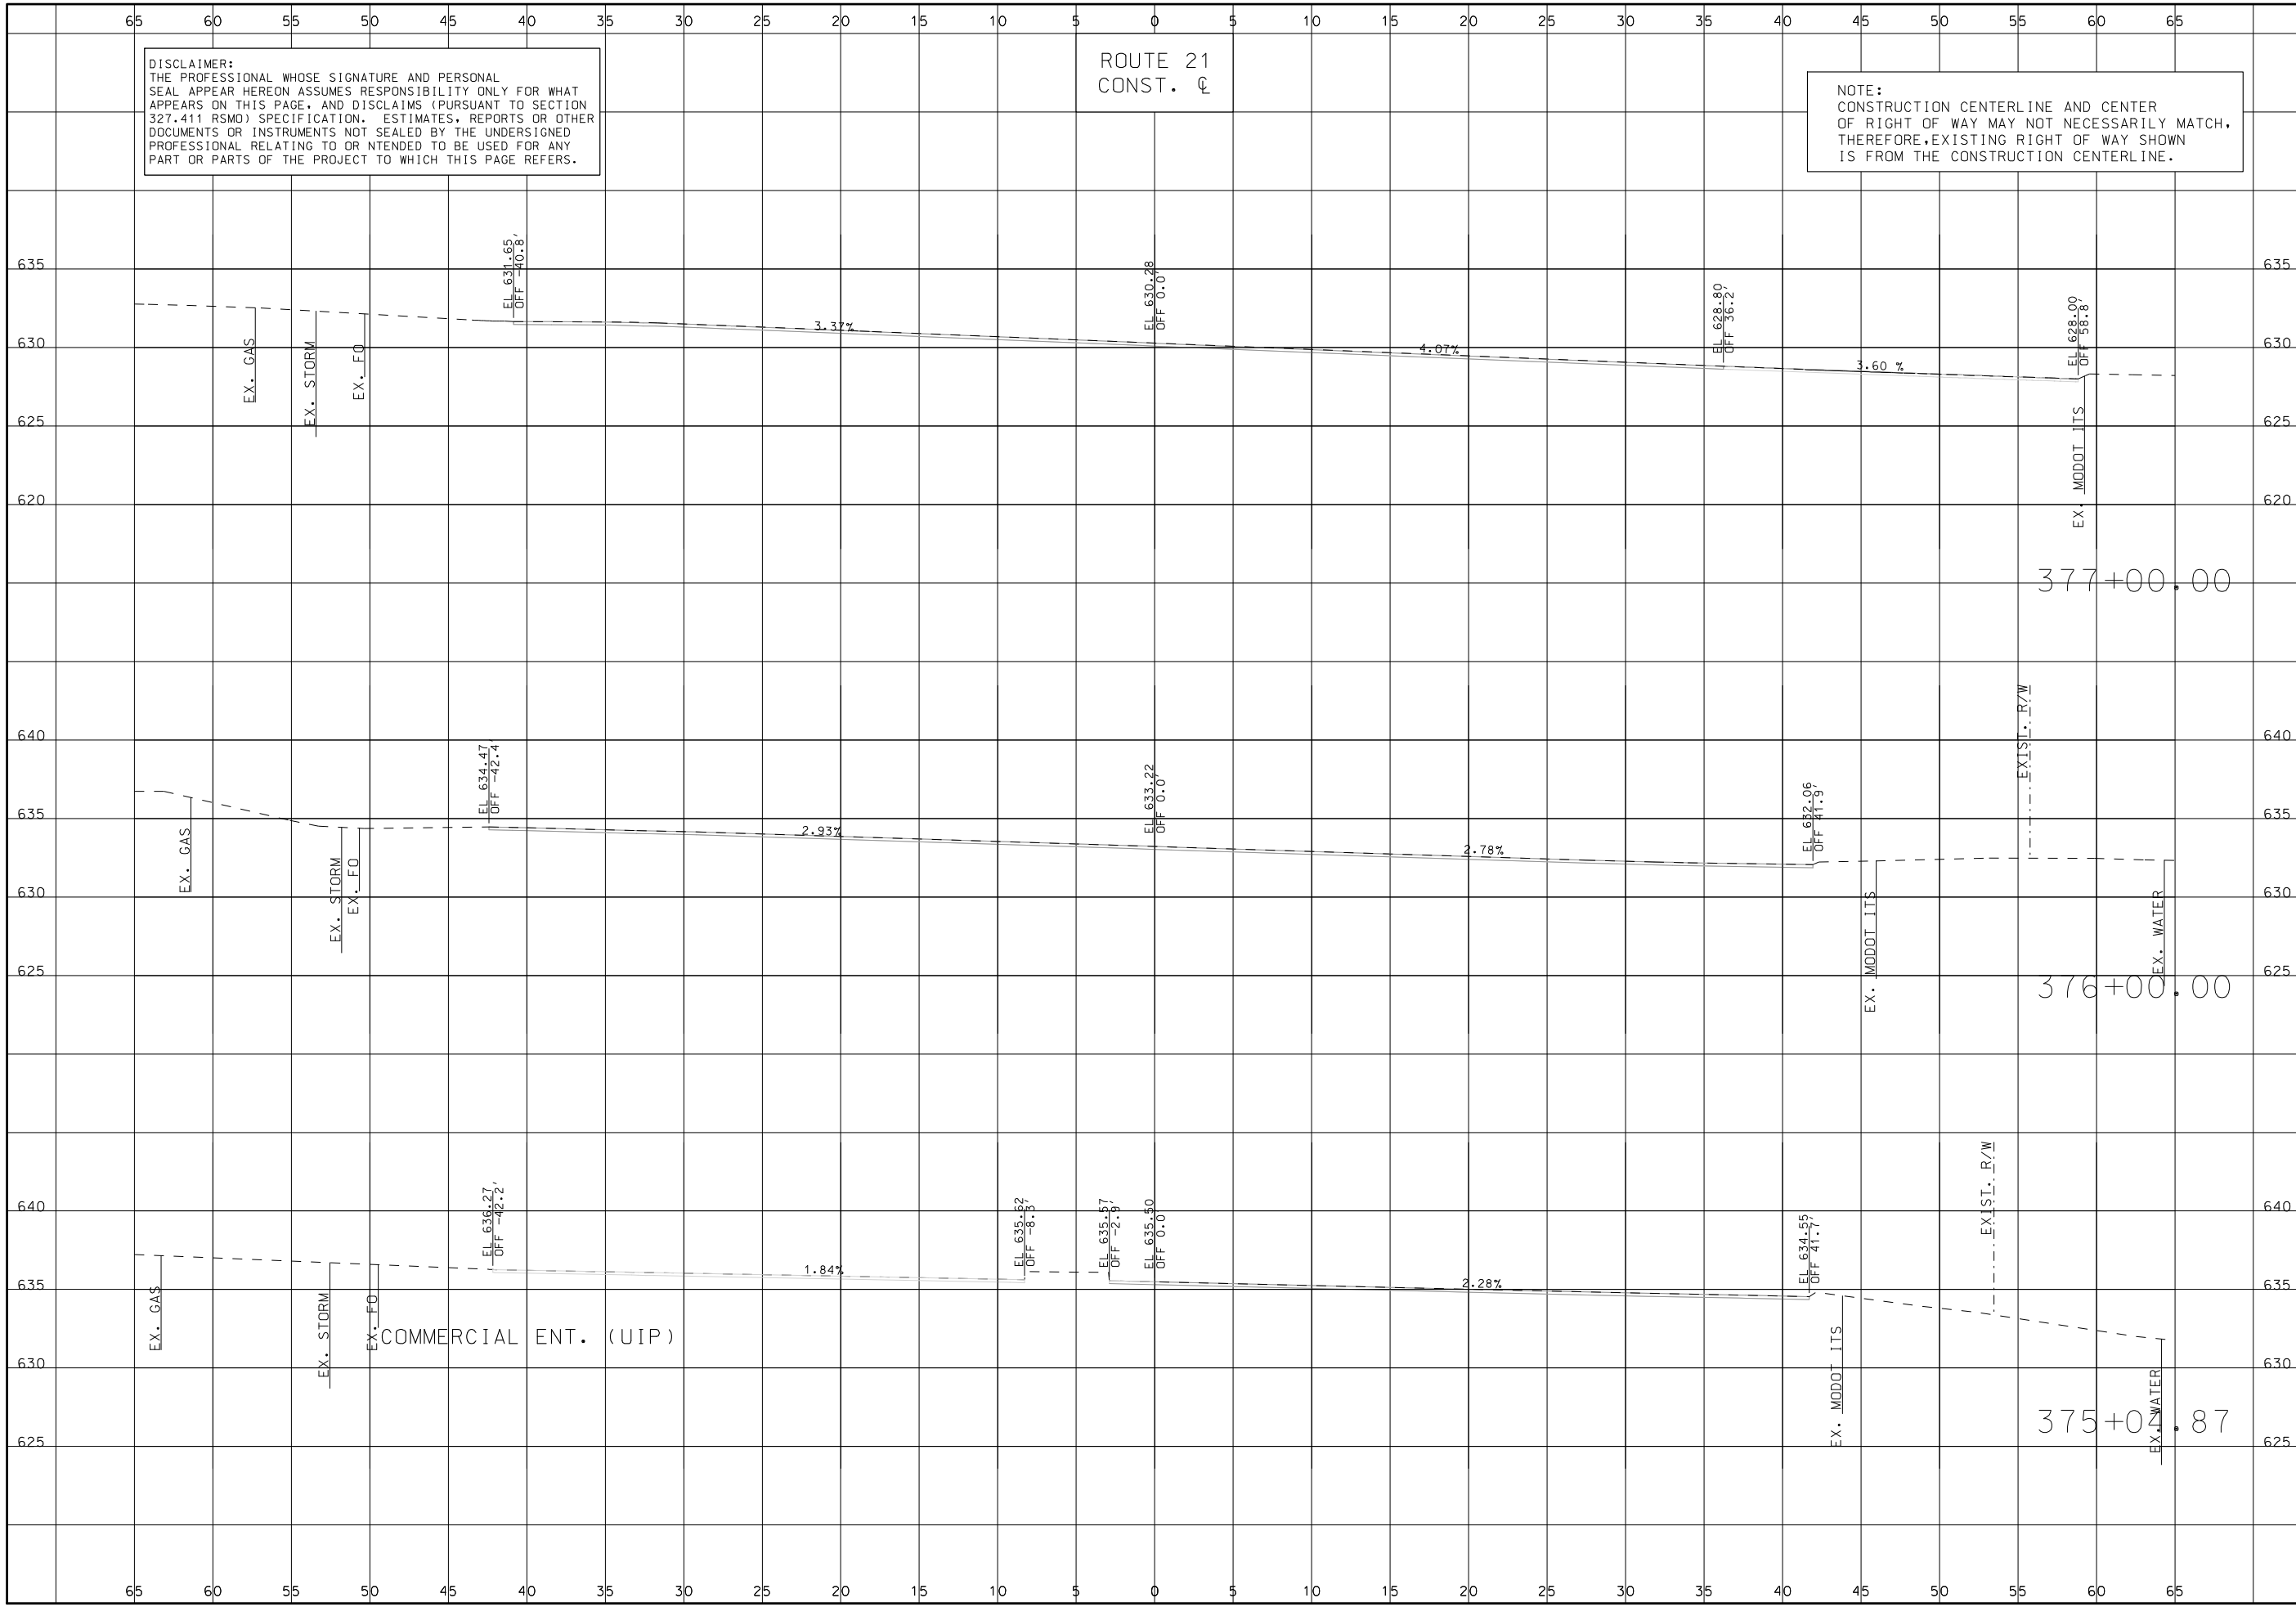 65 60 55 50 45 40 35 30 25 20 15 10 5 0 5 10 15 20 25 30 35 40 45 50 55 60 65
DISCLAIMER:
THE PROFESSIONAL WHOSE SIGNATURE AND PERSONAL
SEAL APPEAR HEREON ASSUMES RESPONSIBILITY ONLY FOR WHAT
APPEARS ON THIS PAGE, AND DISCLAIMS (PURSUANT TO SECTION
327.411 RSMO) SPECIFICATION. ESTIMATES, REPORTS OR OTHER
DOCUMENTS OR INSTRUMENTS NOT SEALED BY THE UNDERSIGNED
PROFESSIONAL RELATING TO OR NTENDED TO BE USED FOR ANY
PART OR PARTS OF THE PROJECT TO WHICH THIS PAGE REFERS.
ROUTE 21
CONST. ℄
NOTE:
CONSTRUCTION CENTERLINE AND CENTER
OF RIGHT OF WAY MAY NOT NECESSARILY MATCH,
THEREFORE,EXISTING RIGHT OF WAY SHOWN
IS FROM THE CONSTRUCTION CENTERLINE.
EL 631.65
OFF -40.8'
EL 630.28
OFF 0.0'
EL 628.80
OFF 36.2'
EL 628.00
OFF 58.8'
635 635
3.37%
630 630
4.07%
3.60 %
EX. GAS
EX. STORM
EX. FO
EX. MODOT ITS
625 625
620 620
377+00.00
EXIST. R/W
EL 634.47
OFF -42.4'
EL 633.22
OFF 0.0'
EL 632.06
OFF 41.9'
640 640
635 635
2.93%
2.78%
EX. GAS
EX. STORM
EX. FO
EX. MODOT ITS
EX. WATER
630 630
625 625
376+00.00
EXIST. R/W
EL 636.27
OFF -42.2'
EL 635.62
OFF -8.3'
EL 635.57
OFF -2.9'
EL 635.50
OFF 0.0'
EL 634.55
OFF 41.7'
640 640
1.84%
2.28%
635 635
EX. GAS
EX. STORM
EX. FO
COMMERCIAL ENT. (UIP)
EX. MODOT ITS
EX. WATER
630 630
375+04.87
625 625
65 60 55 50 45 40 35 30 25 20 15 10 5 0 5 10 15 20 25 30 35 40 45 50 55 60 65